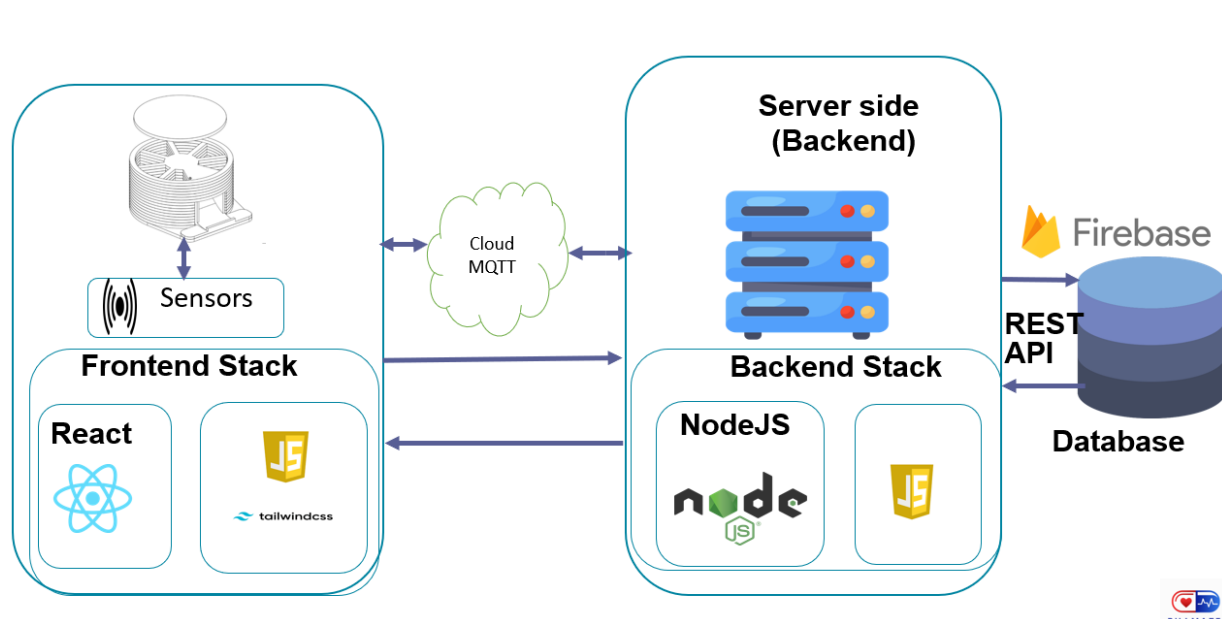 Server side
(Backend)
Cloud
MQTT
Firebase
Sensors
REST
API
Frontend Stack
Backend Stack
React
JS
tailwindcss
NodeJS
node
JS
JS
Database